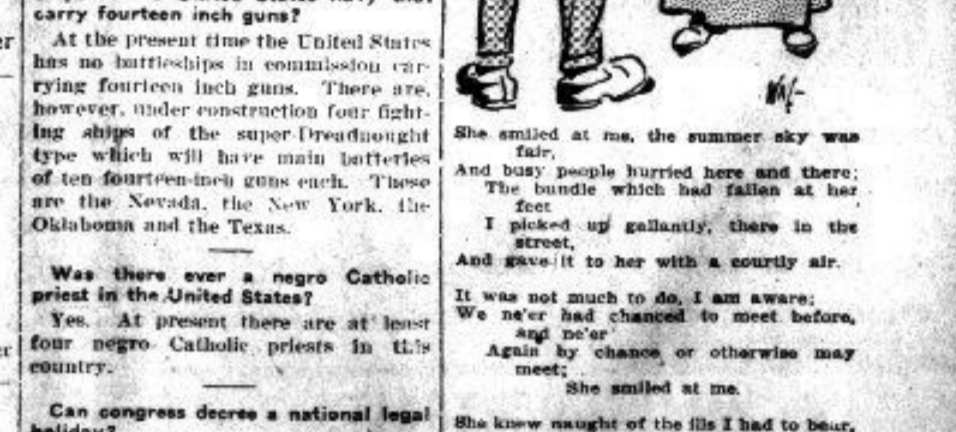 carry fourteen inch guns?
At the present time the United States
has no battleships in commission car-
rying fourteen inch guns. There are,
however, under construction four fight-
ing ships of the super-Dreadnought
type which will have main batteries
of ten fourteen-inch guns each. These
are the Nevada, the New York, the
Oklahoma and the Texas.
Was there ever a negro Catholic
priest in the United States?
Yes. At present there are at least
four negro Catholic priests in this
country.
Can congress decree a national legal
holiday?
She smiled at me, the summer sky was
fair,
And busy people hurried here and there;
The bundle which had fallen at her
feet
I picked up gallantly, there in the
street,
And gave it to her with a courtly air.
It was not much to do, I am aware;
We ne'er had chanced to meet before,
and ne'er
Again by chance or otherwise may
meet;
She smiled at me.
She knew naught of the ills I had to bear,